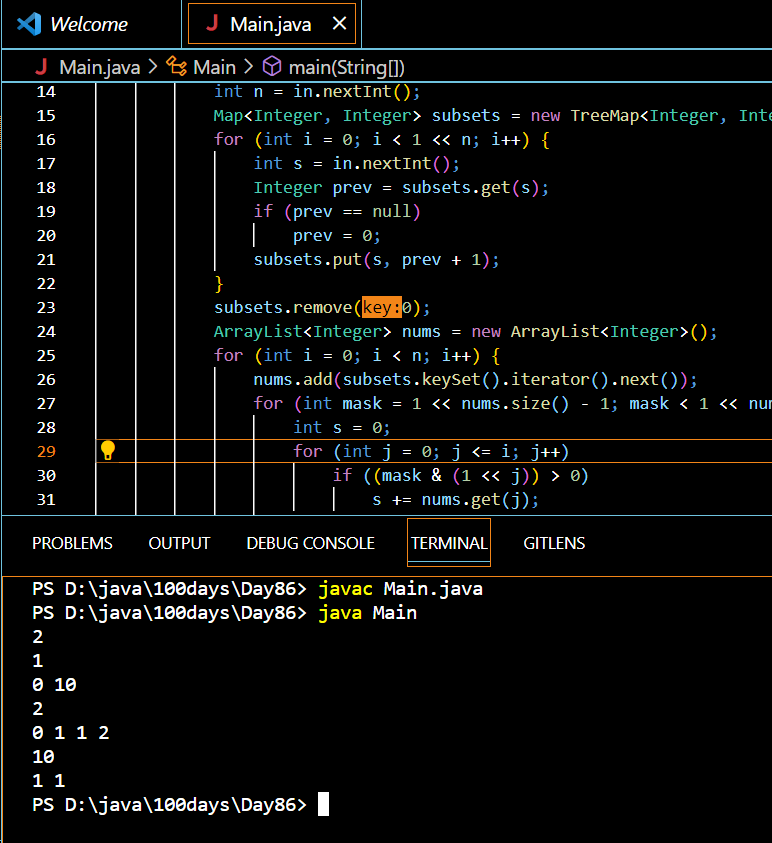 Welcome
J Main.java ×
J Main.java > Main > main(String[])
14 int n = in.nextInt();
15 Map<Integer, Integer> subsets = new TreeMap<Integer, Inte
16 for (int i = 0; i < 1 << n; i++) {
17 int s = in.nextInt();
18 Integer prev = subsets.get(s);
19 if (prev == null)
20 prev = 0;
21 subsets.put(s, prev + 1);
22 }
23 subsets.remove(key:0);
24 ArrayList<Integer> nums = new ArrayList<Integer>();
25 for (int i = 0; i < n; i++) {
26 nums.add(subsets.keySet().iterator().next());
27 for (int mask = 1 << nums.size() - 1; mask < 1 << num
28 int s = 0;
29 for (int j = 0; j <= i; j++)
30 if ((mask & (1 << j)) > 0)
31 s += nums.get(j);
PROBLEMS OUTPUT DEBUG CONSOLE TERMINAL GITLENS
PS D:\java\100days\Day86> javac Main.java
PS D:\java\100days\Day86> java Main
2
1
0 10
2
0 1 1 2
10
1 1
PS D:\java\100days\Day86>